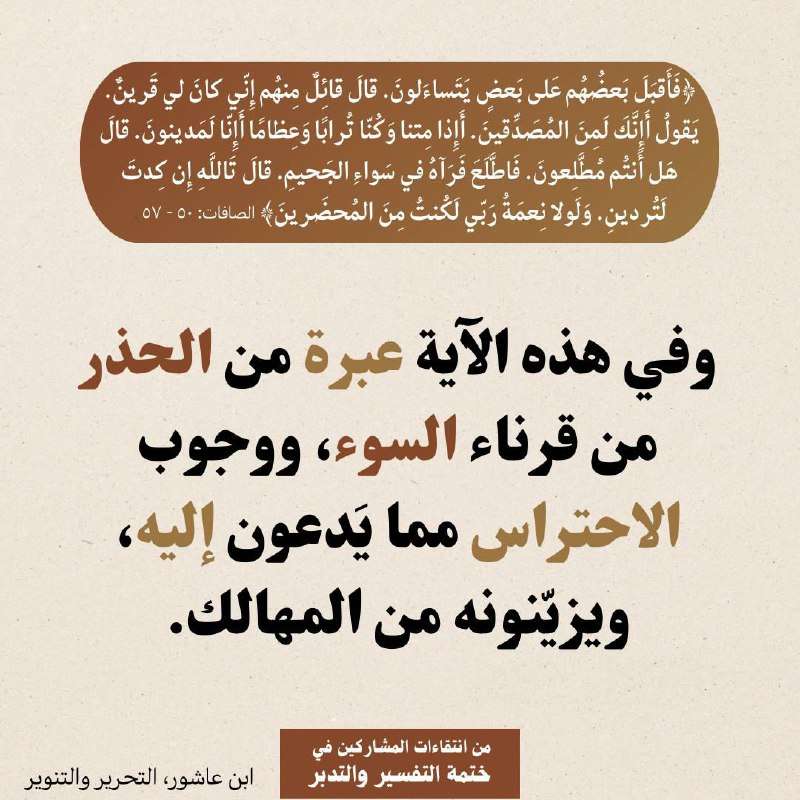 ﴿فَأَقبَلَ بَعضُهُم عَلى بَعضٍ يَتَساءَلونَ. قالَ قائِلٌ مِنهُم إِنّي كانَ لي قَرينٌ.
يَقولُ أَإِنَّكَ لَمِنَ المُصَدِّقينَ. أَإِذا مِتنا وَكُنّا تُرابًا وَعِظامًا أَإِنّا لَمَدينونَ. قالَ
هَل أَنتُم مُطَّلِعونَ. فَاطَّلَعَ فَرَآهُ في سَواءِ الجَحيمِ. قالَ تَاللَّهِ إِن كِدتَ
لَتُردينِ. وَلَولا نِعمَةُ رَبّي لَكُنتُ مِنَ المُحضَرينَ﴾ الصافات: ٥٠ - ٥٧
وفي هذه الآية عبرة من الحذر
من قرناء السوء، ووجوب
الاحتراس مما يَدعون إليه،
ويزيّنونه من المهالك.
من انتقاءات المشاركين في
ختمة التفسير والتدبر
ابن عاشور، التحرير والتنوير